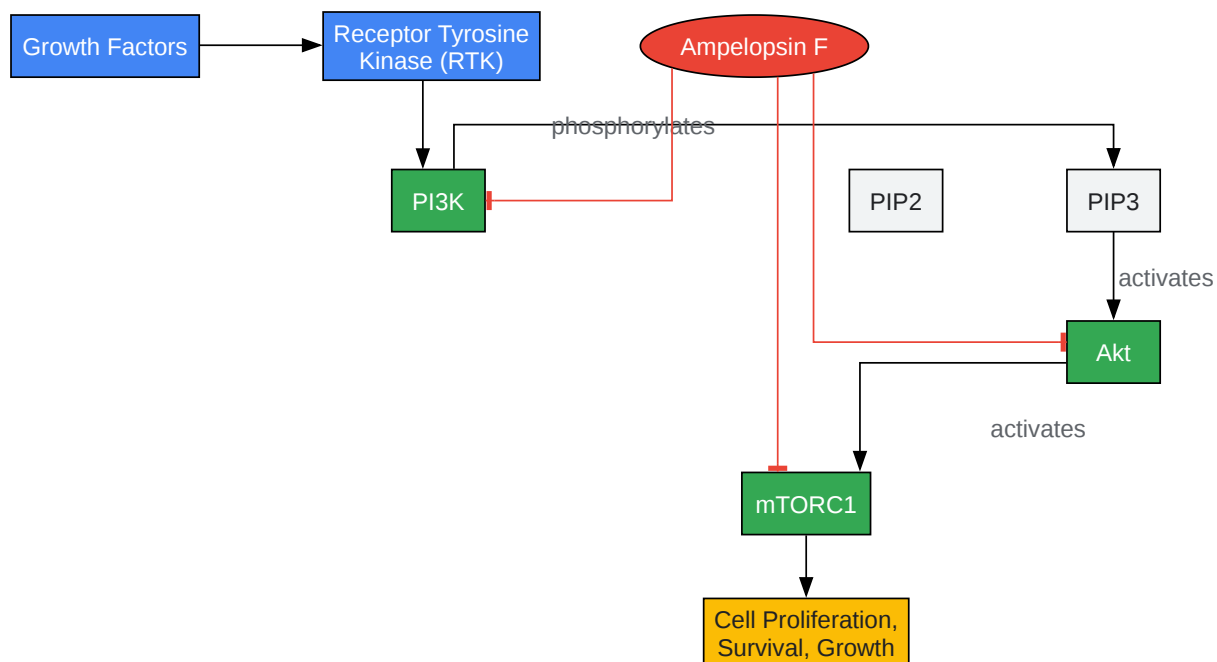 Growth Factors
Receptor Tyrosine
Kinase (RTK)
Ampelopsin F
phosphorylates
PI3K
PIP2
PIP3
activates
Akt
activates
mTORC1
Cell Proliferation,
Survival, Growth